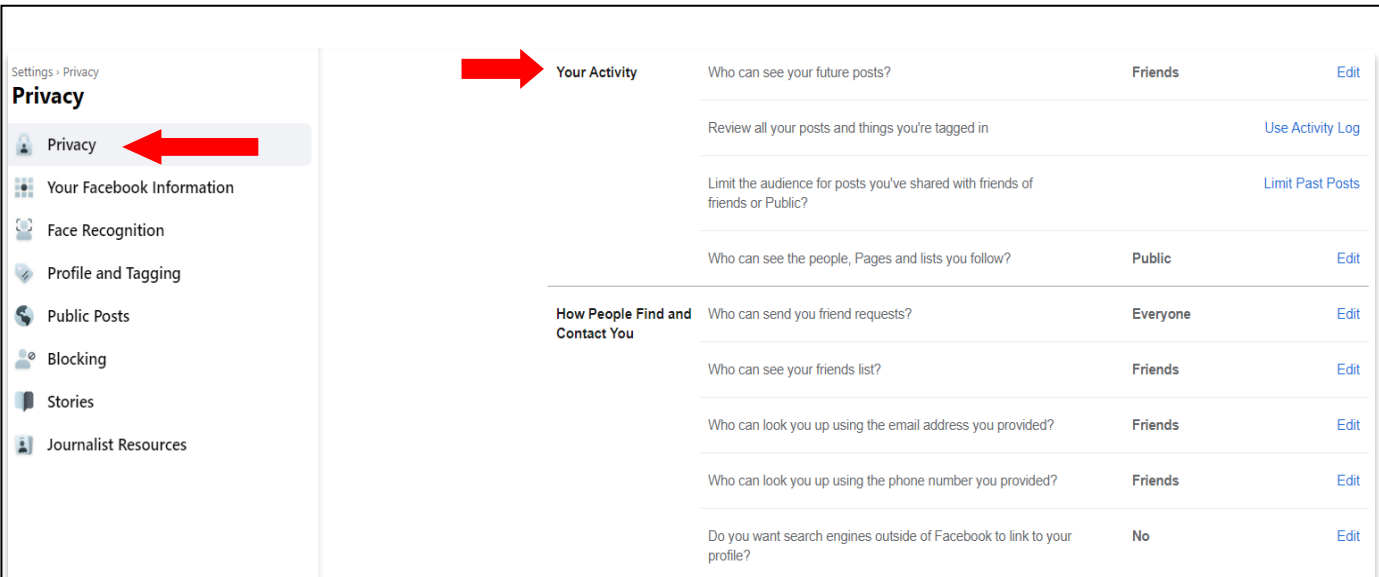 Settings › Privacy
Privacy
Privacy
Your Facebook Information
Face Recognition
Profile and Tagging
Public Posts
Blocking
Stories
Journalist Resources
Your Activity
Who can see your future posts?
Friends
Edit
Review all your posts and things you're tagged in
Use Activity Log
Limit the audience for posts you've shared with friends of
friends or Public?
Limit Past Posts
Who can see the people, Pages and lists you follow?
Public
Edit
How People Find and
Contact You
Who can send you friend requests?
Everyone
Edit
Who can see your friends list?
Friends
Edit
Who can look you up using the email address you provided?
Friends
Edit
Who can look you up using the phone number you provided?
Friends
Edit
Do you want search engines outside of Facebook to link to your
profile?
No
Edit